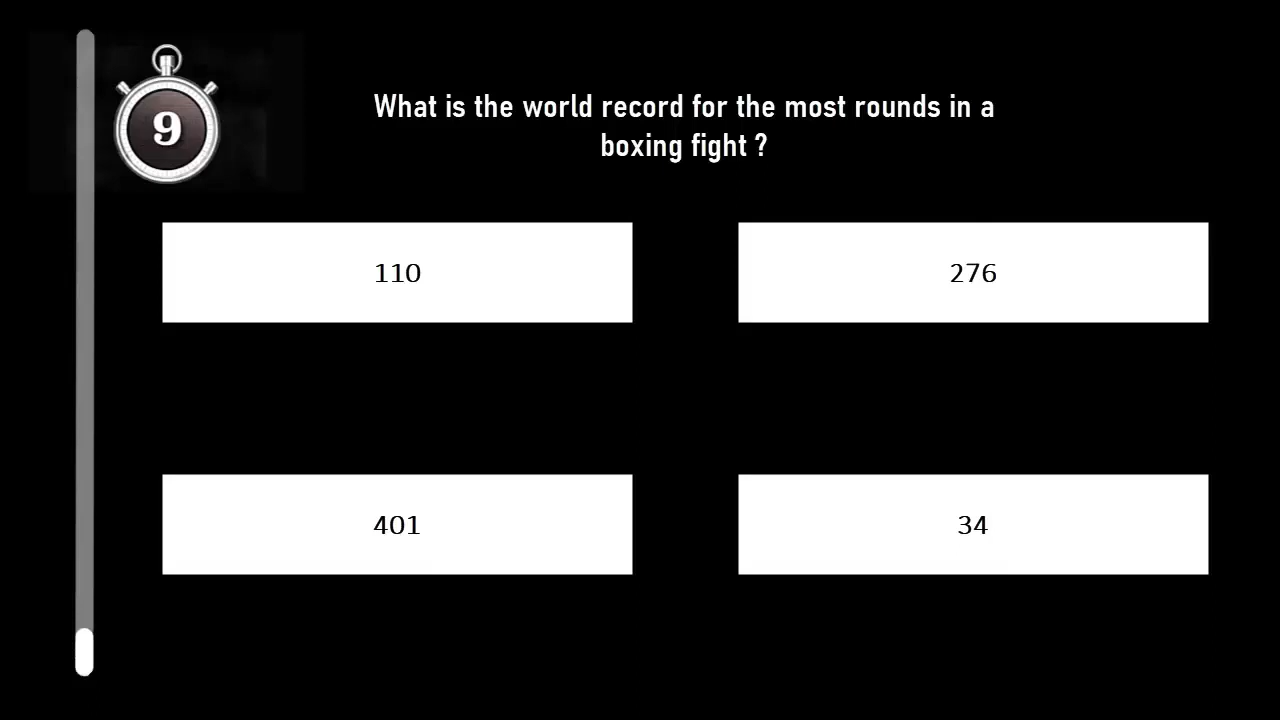 9
What is the world record for the most rounds in a
boxing fight ?
110
276
401
34